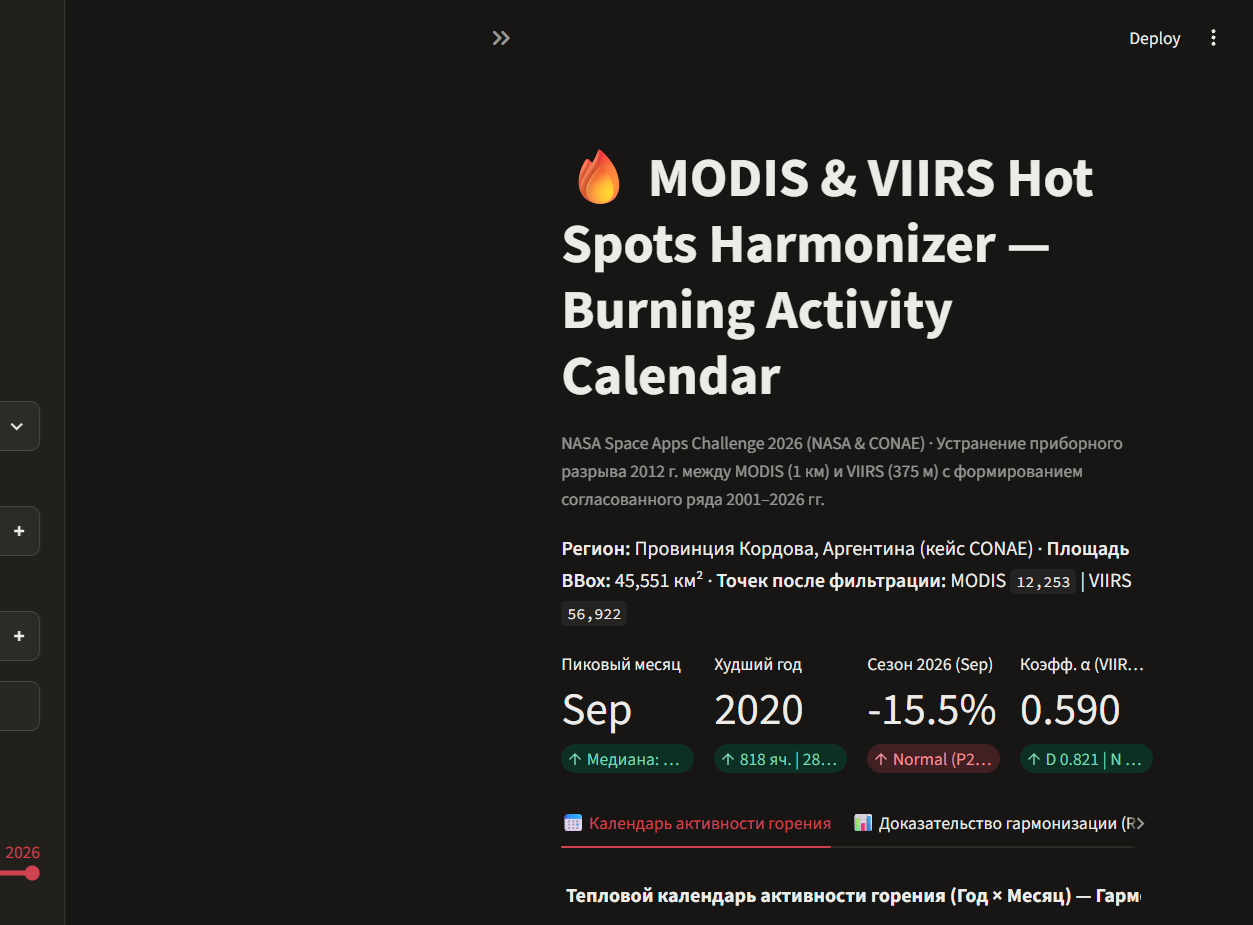 Deploy
🔥 MODIS & VIIRS Hot
Spots Harmonizer —
Burning Activity
Calendar
NASA Space Apps Challenge 2026 (NASA & CONAE) · Устранение приборного
разрыва 2012 г. между MODIS (1 км) и VIIRS (375 м) с формированием
согласованного ряда 2001–2026 гг.
Регион: Провинция Кордова, Аргентина (кейс CONAE) · Площадь
BBox: 45,551 км² · Точек после фильтрации: MODIS 12,253 | VIIRS
56,922
Пиковый месяц Худший год Сезон 2026 (Sep) Коэфф. α (VIIR…
Sep 2020 -15.5% 0.590
↑ Медиана: … ↑ 818 яч. | 28… ↑ Normal (P2… ↑ D 0.821 | N …
📅 Календарь активности горения 📊 Доказательство гармонизации (R
2026
Тепловой календарь активности горения (Год × Месяц) — Гарм